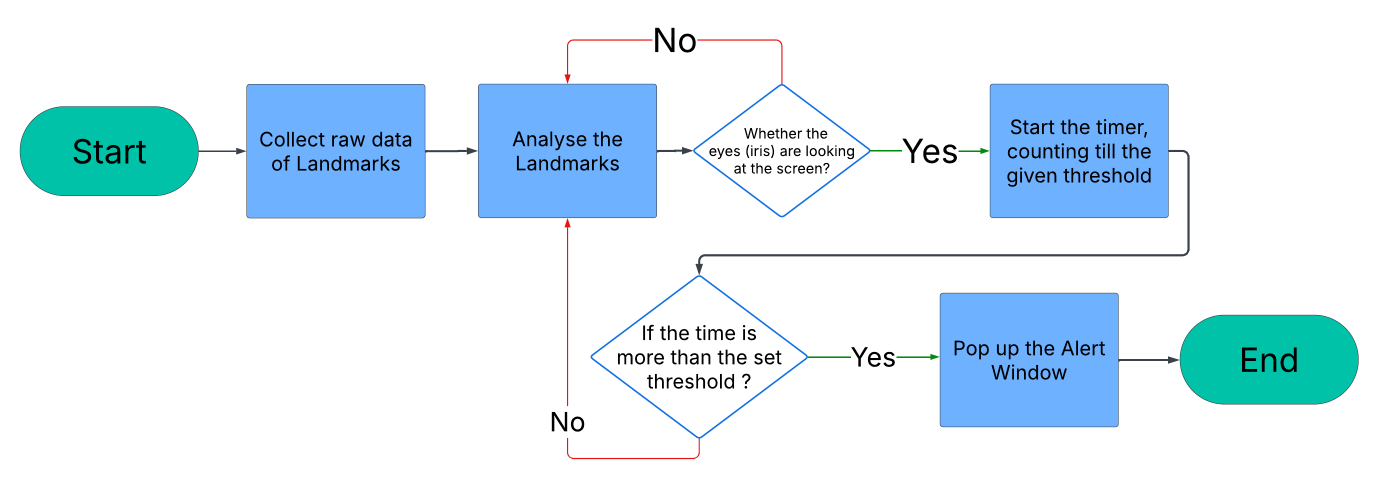 No
Start
Collect raw data
of Landmarks
Analyse the
Landmarks
Whether the
eyes (iris) are looking
at the screen?
Yes
Start the timer,
counting till the
given threshold
If the time is
more than the set
threshold ?
Yes
Pop up the Alert
Window
End
No